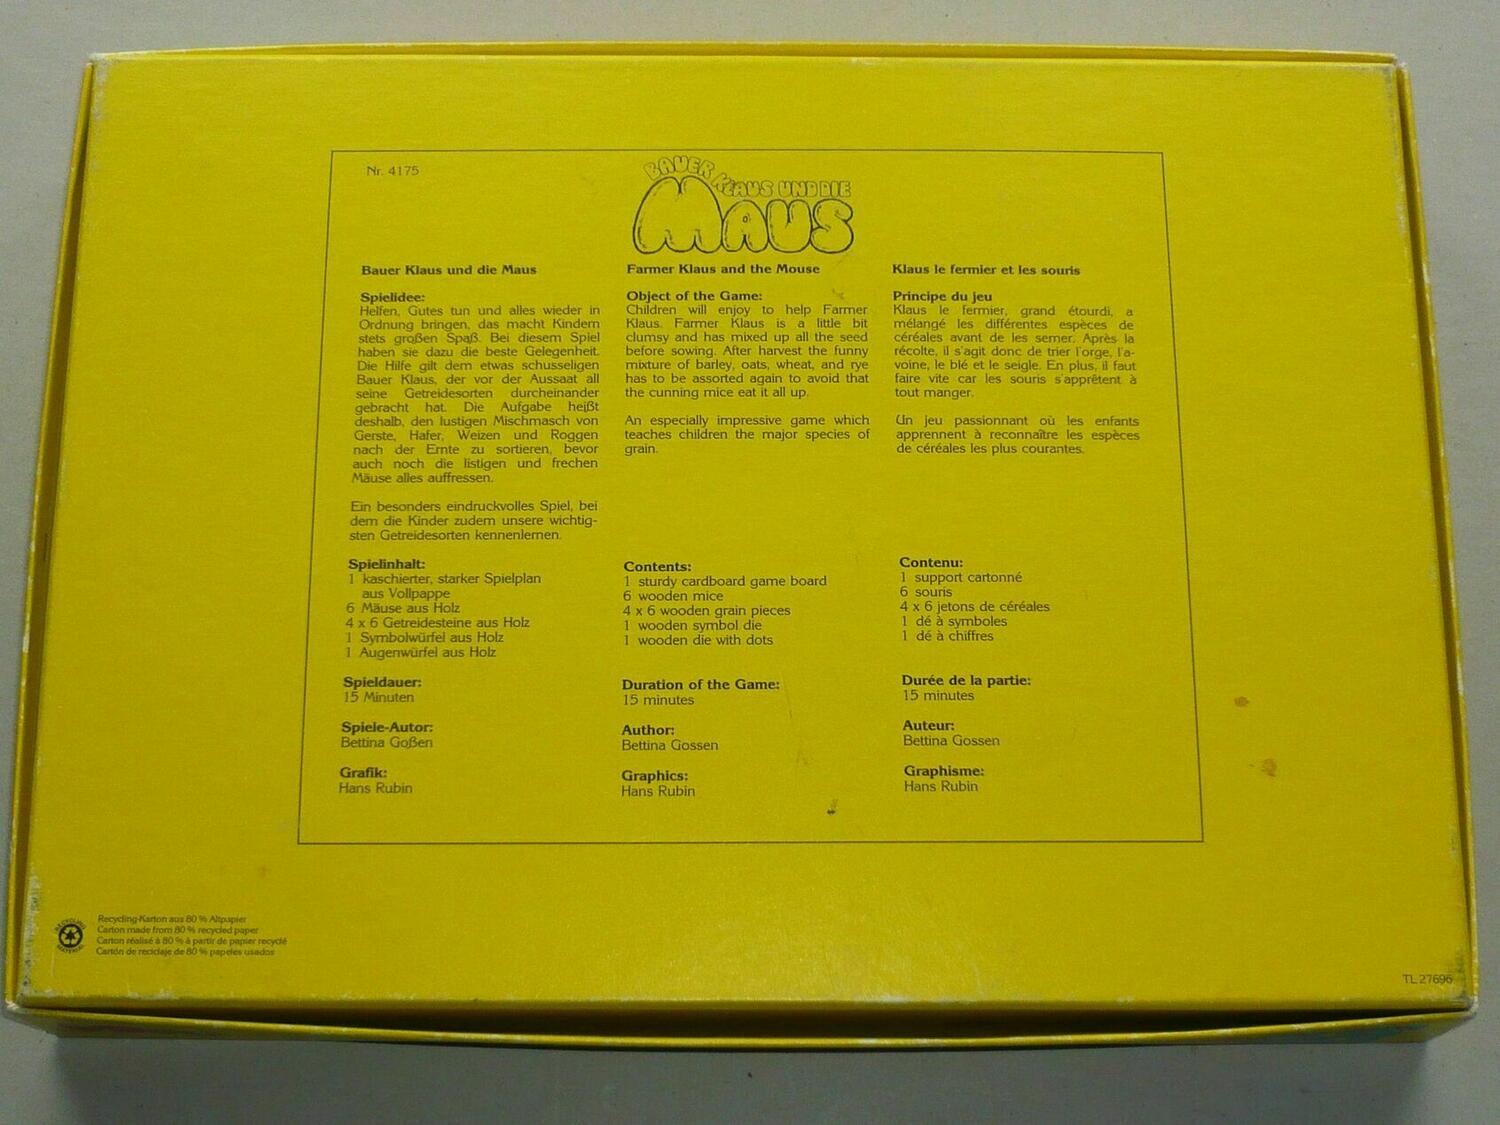 Nr. 4175
BAUER KLAUS UND DIE
MAUS
Bauer Klaus und die Maus
Spielidee:
Helfen, Gutes tun und alles wieder in
Ordnung bringen, das macht Kindern
stets großen Spaß. Bei diesem Spiel
haben sie dazu die beste Gelegenheit.
Die Hilfe gilt dem etwas schusseligen
Bauer Klaus, der vor der Aussaat all
seine Getreidesorten durcheinander
gebracht hat. Die Aufgabe heißt
deshalb, den lustigen Mischmasch von
Gerste, Hafer, Weizen und Roggen
nach der Ernte zu sortieren, bevor
auch noch die listigen und frechen
Mäuse alles auffressen.
Ein besonders eindruckvolles Spiel, bei
dem die Kinder zudem unsere wichtig-
sten Getreidesorten kennenlernen.
Spielinhalt:
1 kaschierter, starker Spielplan
aus Vollpappe
6 Mäuse aus Holz
4 x 6 Getreidesteine aus Holz
1 Symbolwürfel aus Holz
1 Augenwürfel aus Holz
Spieldauer:
15 Minuten
Spiele-Autor:
Bettina Goßen
Grafik:
Hans Rubin
Farmer Klaus and the Mouse
Object of the Game:
Children will enjoy to help Farmer
Klaus. Farmer Klaus is a little bit
clumsy and has mixed up all the seed
before sowing. After harvest the funny
mixture of barley, oats, wheat, and rye
has to be assorted again to avoid that
the cunning mice eat it all up.
An especially impressive game which
teaches children the major species of
grain.
Contents:
1 sturdy cardboard game board
6 wooden mice
4 x 6 wooden grain pieces
1 wooden symbol die
1 wooden die with dots
Duration of the Game:
15 minutes
Author:
Bettina Gossen
Graphics:
Hans Rubin
Klaus le fermier et les souris
Principe du jeu
Klaus le fermier, grand étourdi, a
mélangé les différentes espèces de
céréales avant de les semer. Après la
récolte, il s'agit donc de trier l'orge, l'a-
voine, le blé et le seigle. En plus, il faut
faire vite car les souris s'apprêtent à
tout manger.
Un jeu passionnant où les enfants
apprennent à reconnaître les espèces
de céréales les plus courantes.
Contenu:
1 support cartonné
6 souris
4 x 6 jetons de céréales
1 dé à symboles
1 dé à chiffres
Durée de la partie:
15 minutes
Auteur:
Bettina Gossen
Graphisme:
Hans Rubin
RECYCLING
MATERIAL
Recycling-Karton aus 80 % Altpapier
Carton made from 80 % recycled paper
Carton réalisé à 80 % à partir de papier recyclé
Cartón de reciclaje de 80 % papeles usados
TL 27696